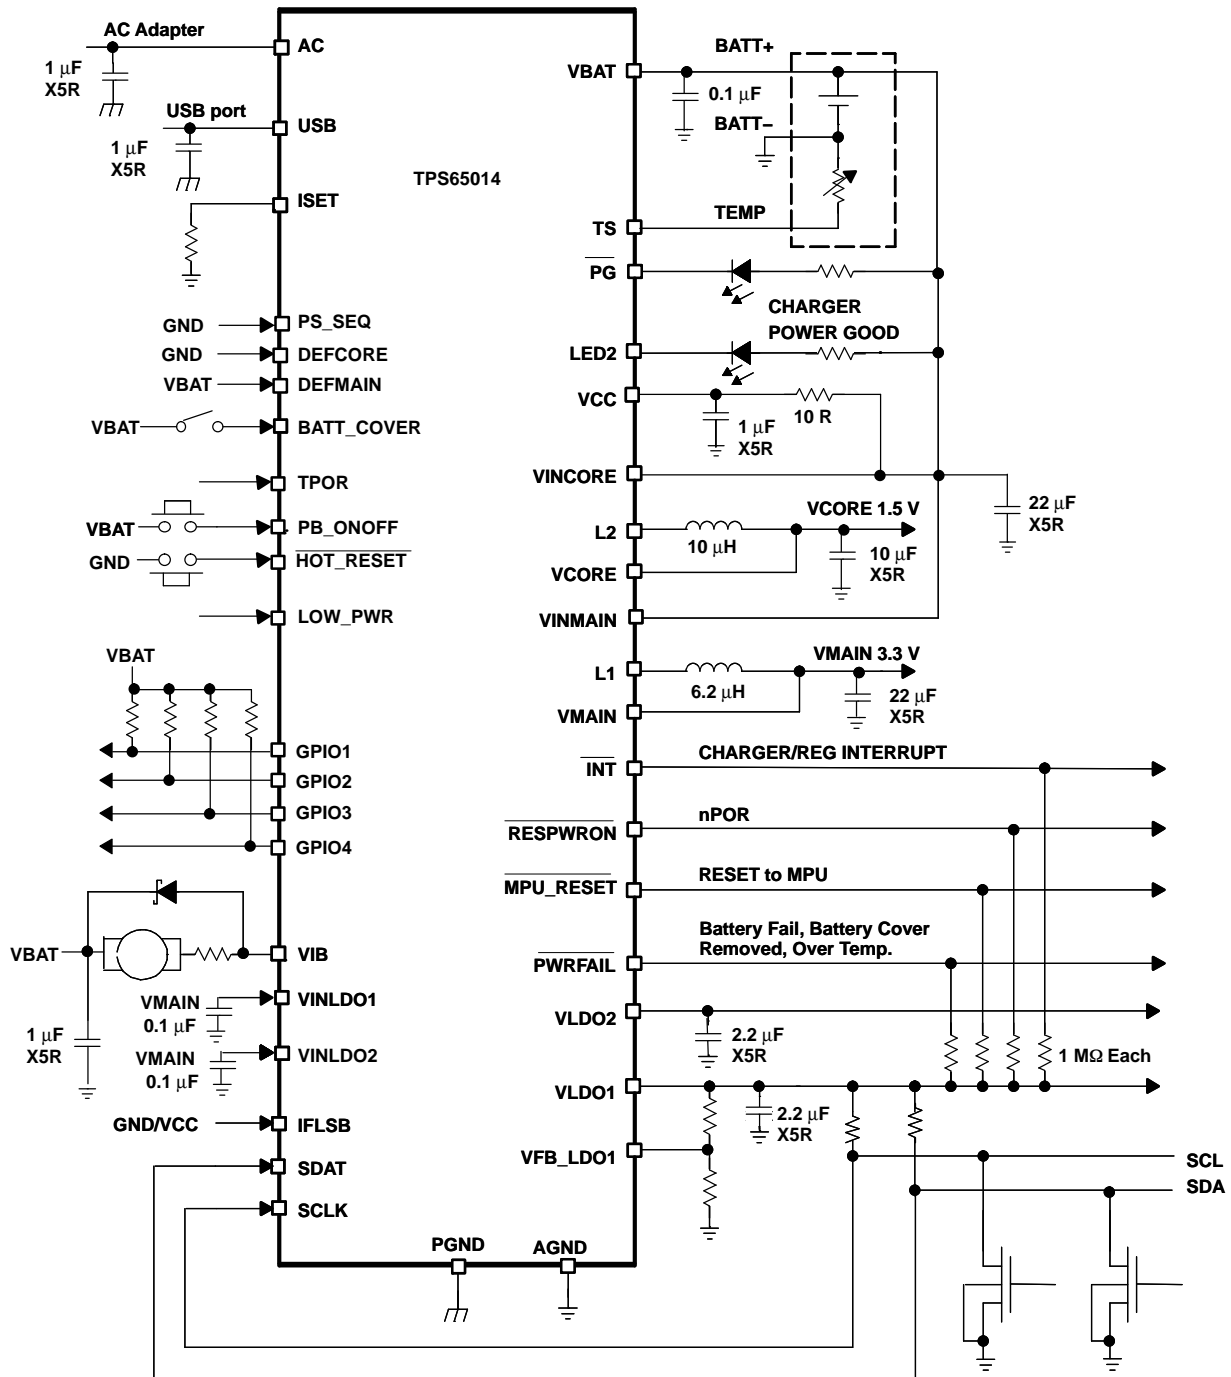 AC Adapter
AC
1 μF
X5R
USB port
USB
1 μF
X5R
ISET
TPS65014
GND
PS_SEQ
GND
DEFCORE
VBAT
DEFMAIN
VBAT
BATT_COVER
TPOR
VBAT
PB_ONOFF
GND
HOT_RESET
LOW_PWR
VBAT
GPIO1
GPIO2
GPIO3
GPIO4
VBAT
VIB
1 μF
X5R
VMAIN
0.1 μF
VINLDO1
VMAIN
0.1 μF
VINLDO2
GND/VCC
IFLSB
SDAT
SCLK
PGND
AGND
VBAT
BATT+
0.1 μF
BATT−
TEMP
TS
PG
CHARGER
POWER GOOD
LED2
VCC
1 μF
X5R
10 R
VINCORE
22 μF
X5R
VCORE 1.5 V
L2
10 μH
10 μF
X5R
VCORE
VINMAIN
VMAIN 3.3 V
L1
6.2 μH
22 μF
X5R
VMAIN
CHARGER/REG INTERRUPT
INT
nPOR
RESPWRON
RESET to MPU
MPU_RESET
Battery Fail, Battery Cover
Removed, Over Temp.
PWRFAIL
VLDO2
2.2 μF
X5R
1 MΩ Each
VLDO1
2.2 μF
X5R
VFB_LDO1
SCL
SDA